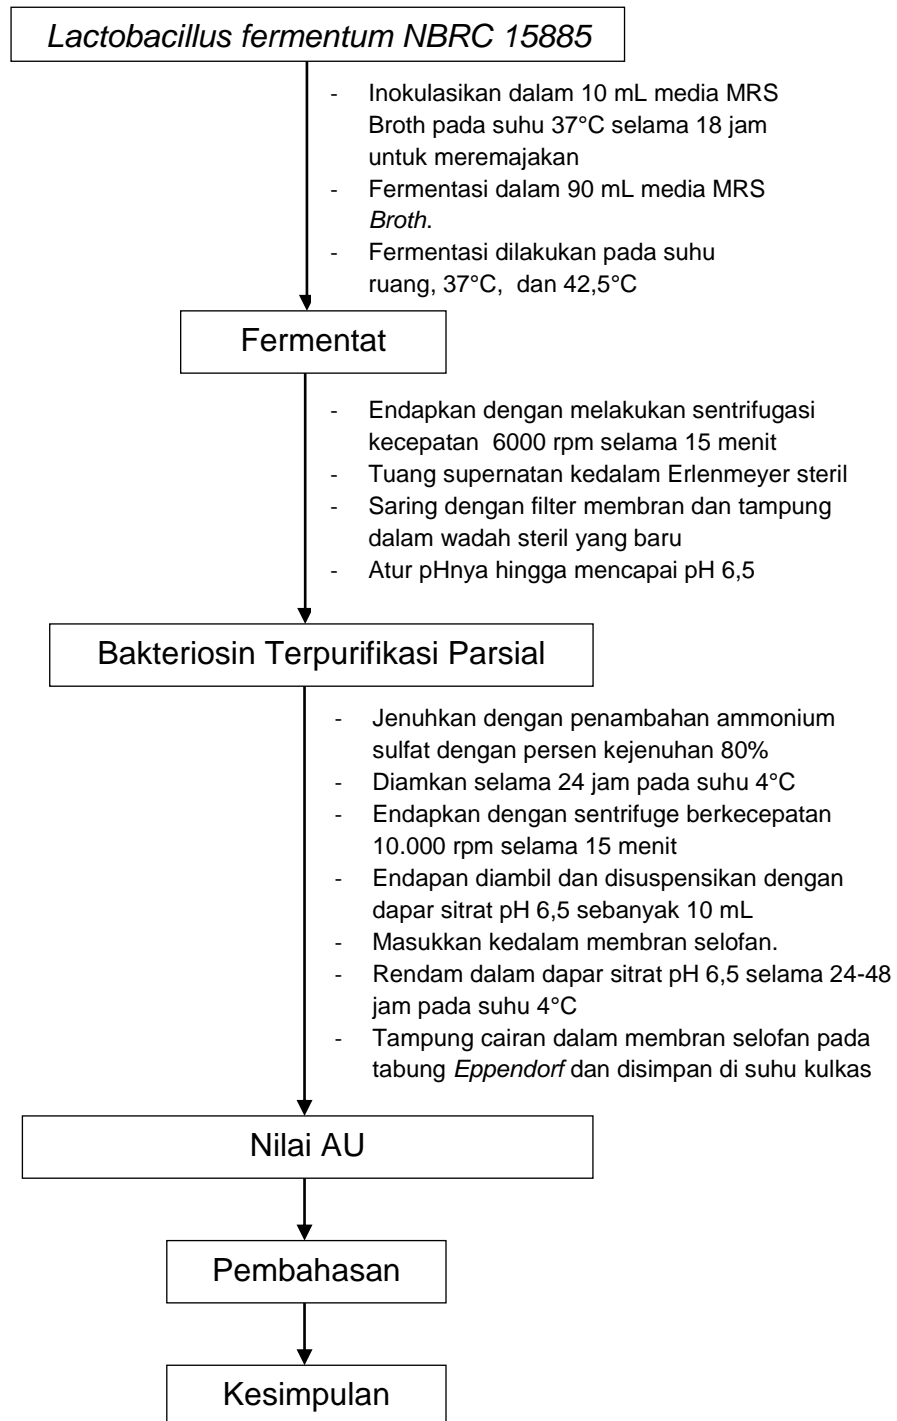 Lactobacillus fermentum NBRC 15885
- Inokulasikan dalam 10 mL media MRS
Broth pada suhu 37°C selama 18 jam
untuk meremajakan
- Fermentasi dalam 90 mL media MRS
Broth.
- Fermentasi dilakukan pada suhu
ruang, 37°C, dan 42,5°C
Fermentat
- Endapkan dengan melakukan sentrifugasi
kecepatan 6000 rpm selama 15 menit
- Tuang supernatan kedalam Erlenmeyer steril
- Saring dengan filter membran dan tampung
dalam wadah steril yang baru
- Atur pHnya hingga mencapai pH 6,5
Bakteriosin Terpurifikasi Parsial
- Jenuhkan dengan penambahan ammonium
sulfat dengan persen kejenuhan 80%
- Diamkan selama 24 jam pada suhu 4°C
- Endapkan dengan sentrifuge berkecepatan
10.000 rpm selama 15 menit
- Endapan diambil dan disuspensikan dengan
dapar sitrat pH 6,5 sebanyak 10 mL
- Masukkan kedalam membran selofan.
- Rendam dalam dapar sitrat pH 6,5 selama 24-48
jam pada suhu 4°C
- Tampung cairan dalam membran selofan pada
tabung Eppendorf dan disimpan di suhu kulkas
Nilai AU
Pembahasan
Kesimpulan